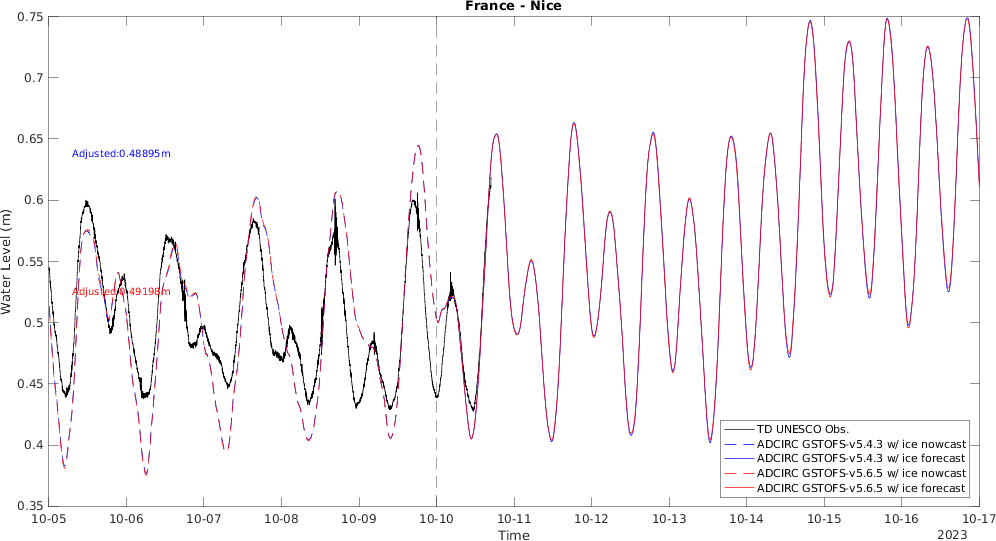 France - Nice
0.75
0.7
0.65
0.6
0.55
0.5
0.45
0.4
0.35
Water Level (m)
Adjusted:0.48895m
Adjusted:0.49198m
TD UNESCO Obs.
ADCIRC GSTOFS-v5.4.3 w/ ice nowcast
ADCIRC GSTOFS-v5.4.3 w/ ice forecast
ADCIRC GSTOFS-v5.6.5 w/ ice nowcast
ADCIRC GSTOFS-v5.6.5 w/ ice forecast
10-05 10-06 10-07 10-08 10-09 10-10 10-11 10-12 10-13 10-14 10-15 10-16 10-17
Time
2023